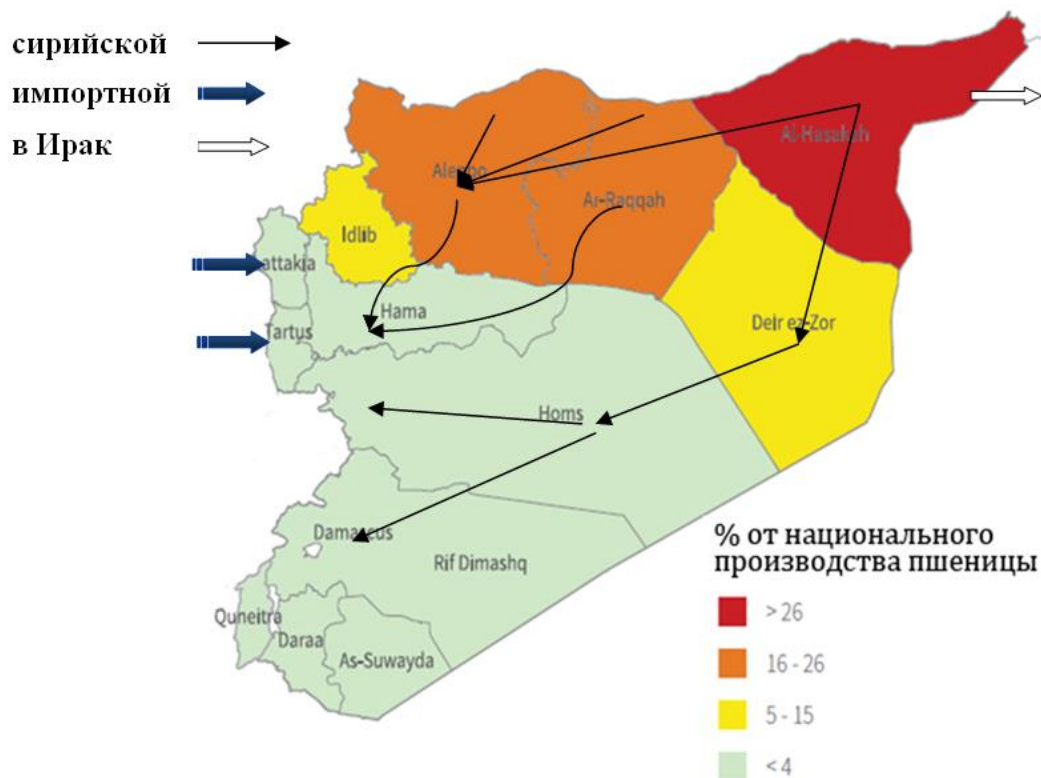 сирийской
импортной
в Ирак
Al-Hasakah
Aleppo
Ar-Raqqah
Idlib
attakia
Hama
Deir ez-Zor
Tartus
Homs
Damascus
Rif Dimashq
Quneitra
Daraa
As-Suwayda
% от национального
производства пшеницы
> 26
16 - 26
5 - 15
< 4